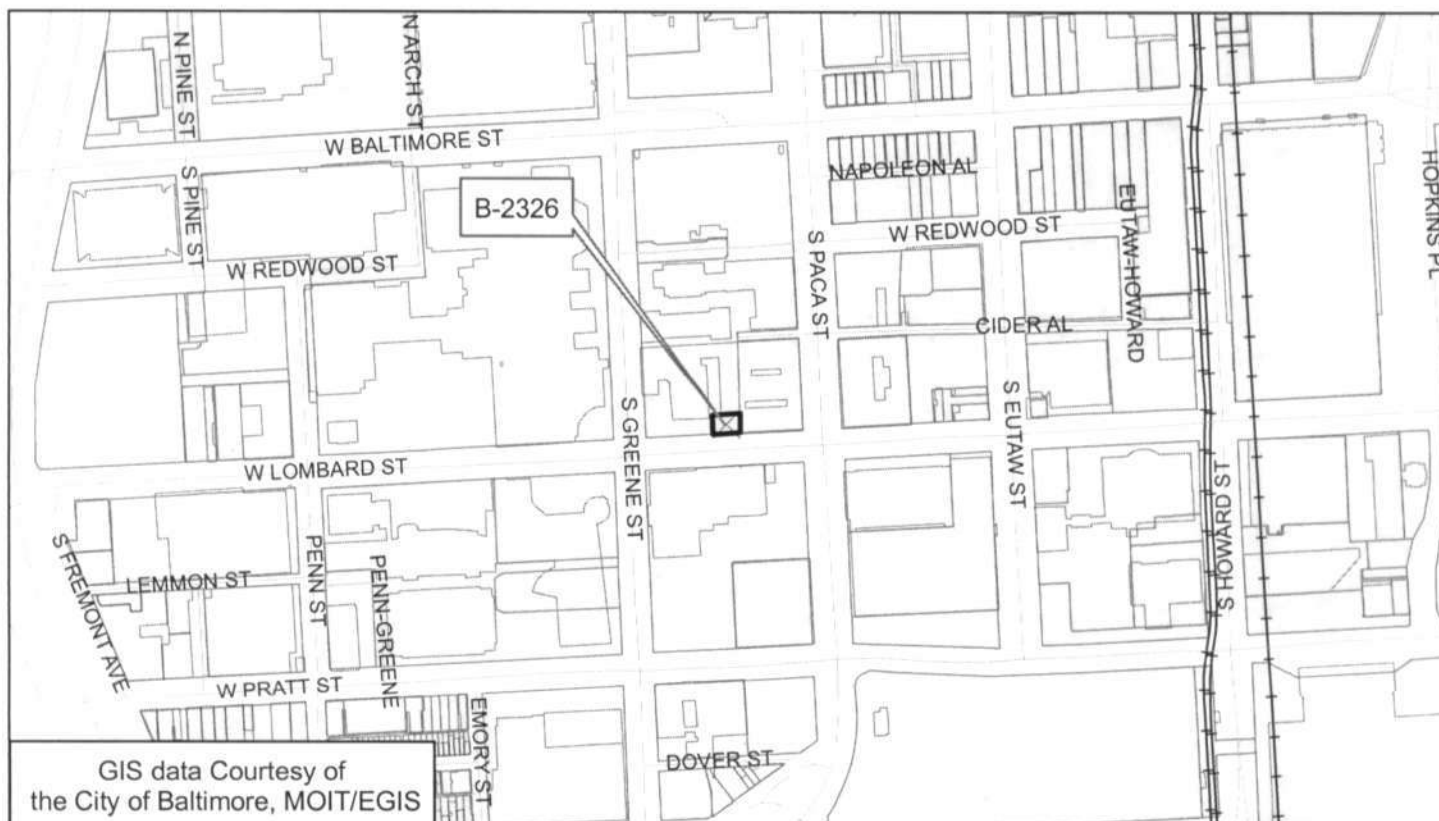 N PINE ST
N ARCH ST
W BALTIMORE ST
NAPOLEON AL
HOPKINS PL
S PINE ST
B-2326
EUTAW-HOWARD
W REDWOOD ST
W REDWOOD ST
S PACA ST
CIDER AL
S GREENE ST
S EUTAW ST
W LOMBARD ST
S HOWARD ST
S FREMONT AVE
LEMMON ST
PENN ST
PENN-GREENE
W PRATT ST
EMORY ST
DOVER ST
GIS data Courtesy of
the City of Baltimore, MOIT/EGIS